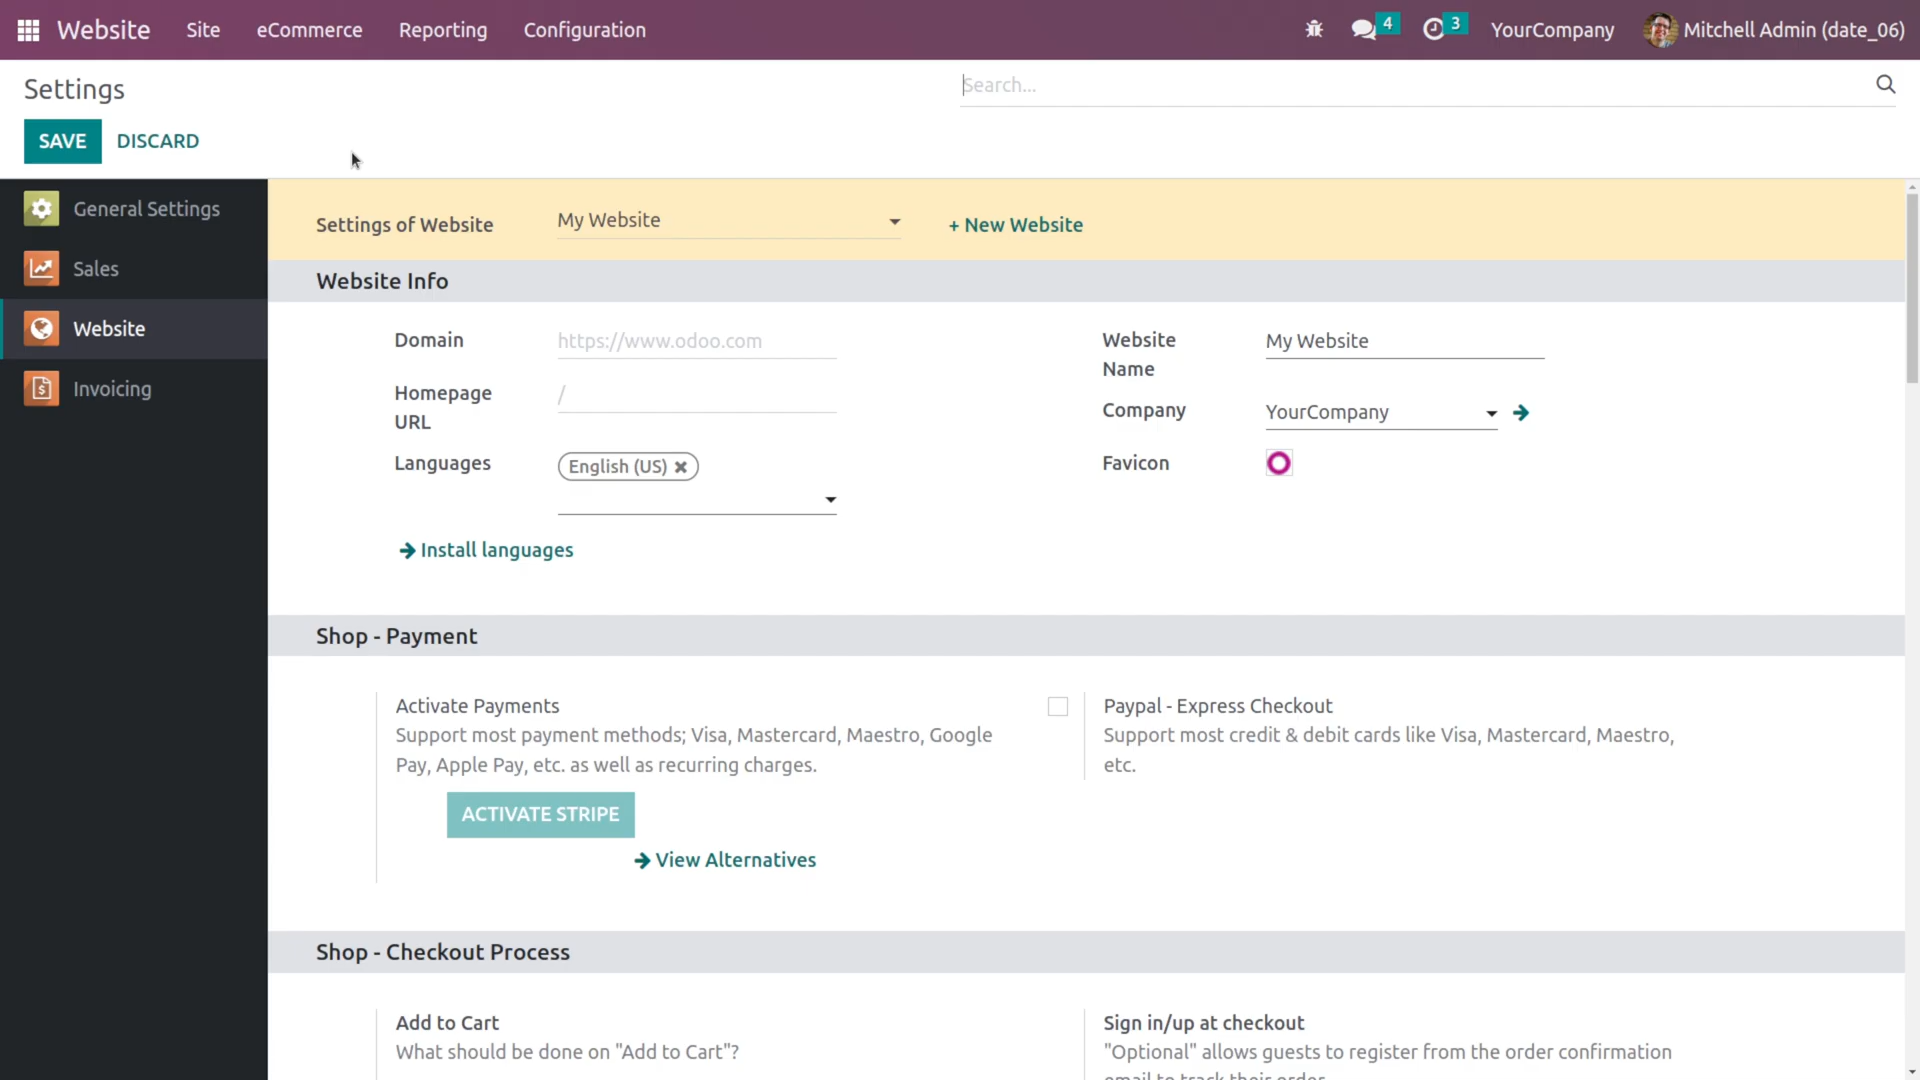 Website
Site
eCommerce
Reporting
Configuration
4
3
YourCompany
Mitchell Admin (date_06)
Settings
Search...
SAVE
DISCARD
General Settings
Sales
Website
Invoicing
Settings of Website
My Website
+ New Website
Website Info
Domain
https://www.odoo.com
Homepage
URL
/
Languages
English (US)
Install languages
Website
Name
My Website
Company
YourCompany
Favicon
Shop - Payment
Activate Payments
Support most payment methods; Visa, Mastercard, Maestro, Google
Pay, Apple Pay, etc. as well as recurring charges.
ACTIVATE STRIPE
View Alternatives
Paypal - Express Checkout
Support most credit & debit cards like Visa, Mastercard, Maestro,
etc.
Shop - Checkout Process
Add to Cart
What should be done on "Add to Cart"?
Sign in/up at checkout
"Optional" allows guests to register from the order confirmation
email to track their order